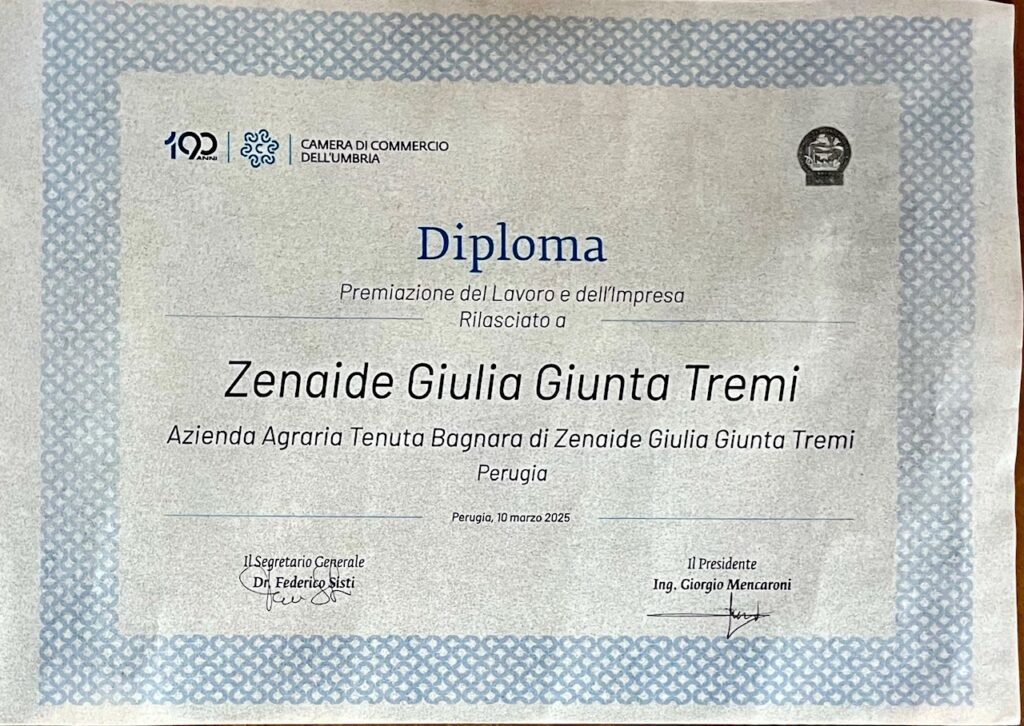 190
ANNI
CAMERA DI COMMERCIO
DELL'UMBRIA
Diploma
Premiazione del Lavoro e dell'Impresa
Rilasciato a
Zenaide Giulia Giunta Tremi
Azienda Agraria Tenuta Bagnara di Zenaide Giulia Giunta Tremi
Perugia
Perugia, 10 marzo 2025
Il Segretario Generale
Dr. Federico Sisti
Il Presidente
Ing. Giorgio Mencaroni